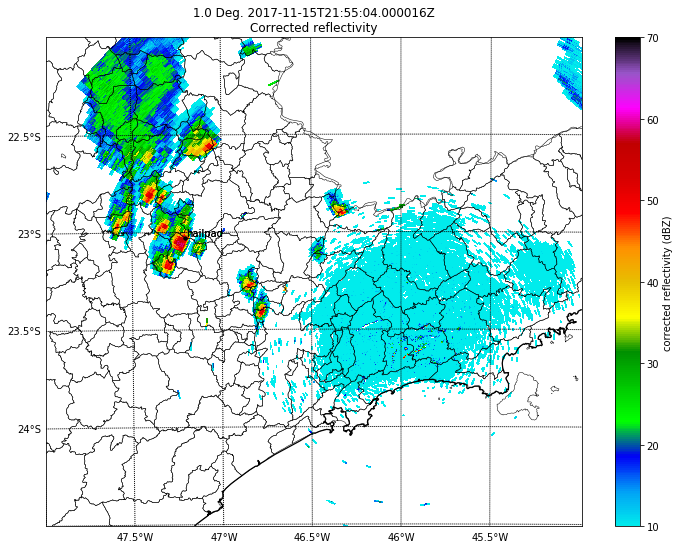 1.0 Deg. 2017-11-15T21:55:04.000016Z
Corrected reflectivity
22.5°S
23°S
23.5°S
24°S
hailpad
47.5°W
47°W
46.5°W
46°W
45.5°W
70
60
50
40
30
20
10
corrected reflectivity (dBZ)